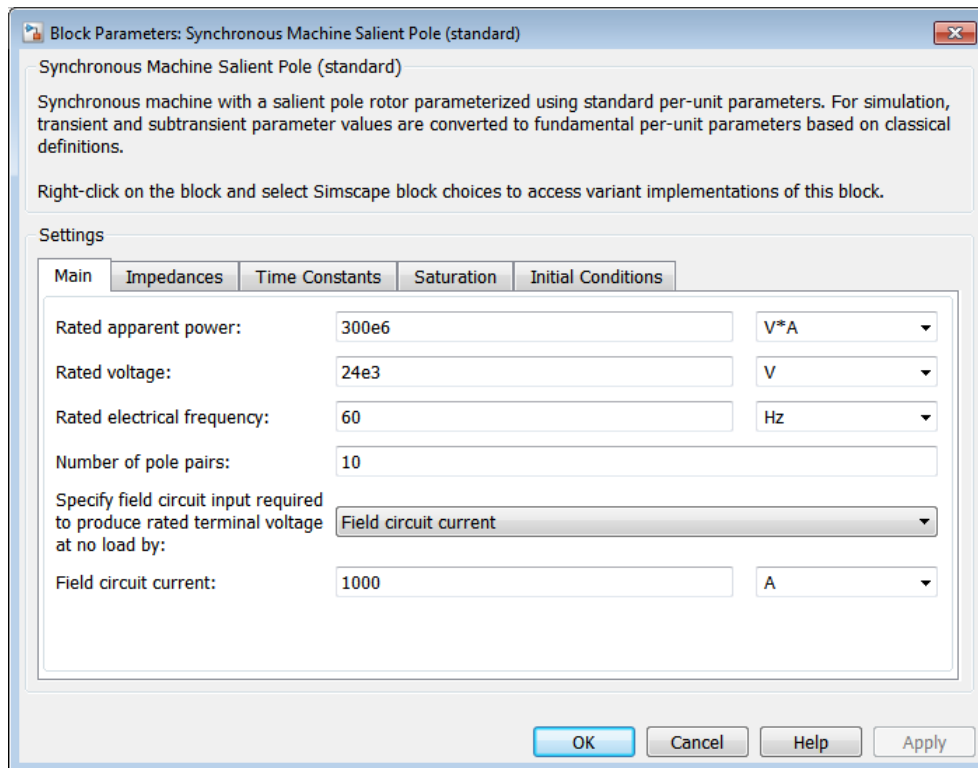 Block Parameters: Synchronous Machine Salient Pole (standard)
Synchronous Machine Salient Pole (standard)
Synchronous machine with a salient pole rotor parameterized using standard per-unit parameters. For simulation,
transient and subtransient parameter values are converted to fundamental per-unit parameters based on classical
definitions.
Right-click on the block and select Simscape block choices to access variant implementations of this block.
Settings
Main Impedances Time Constants Saturation Initial Conditions
Rated apparent power: 300e6 V*A
Rated voltage: 24e3 V
Rated electrical frequency: 60 Hz
Number of pole pairs: 10
Specify field circuit input required
to produce rated terminal voltage Field circuit current
at no load by:
Field circuit current: 1000 A
OK Cancel Help Apply